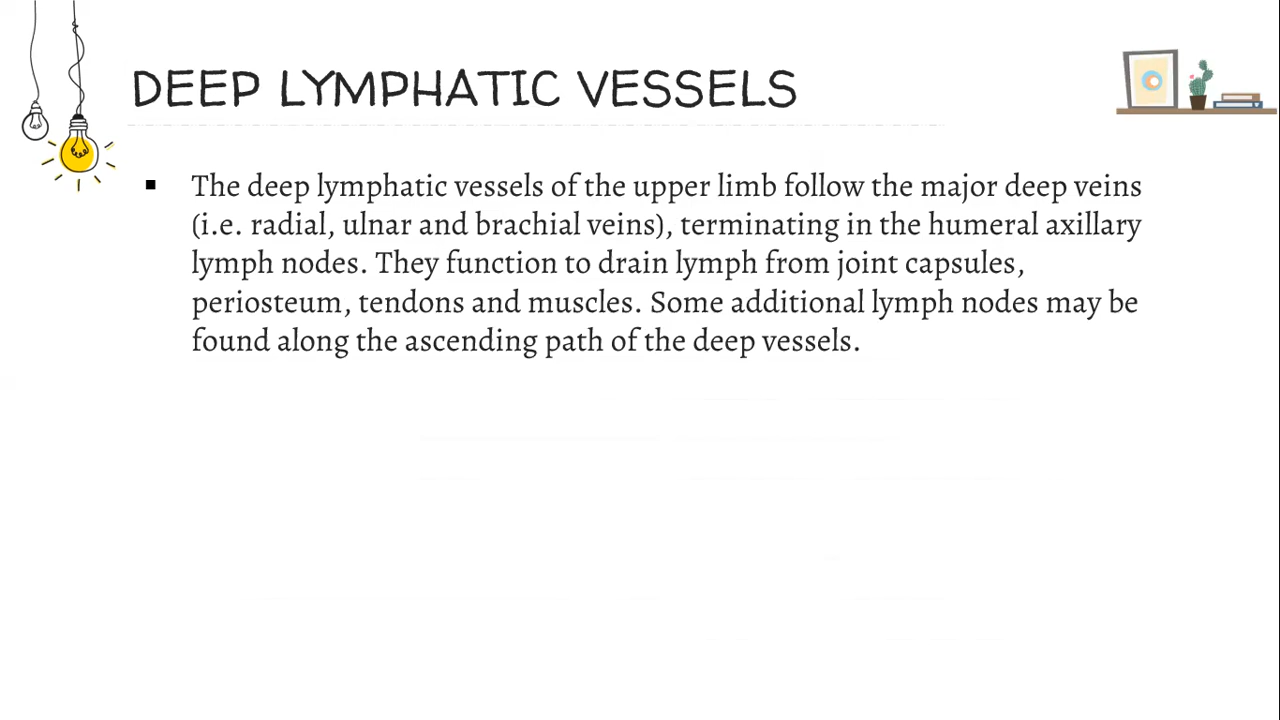 DEEP LYMPHATIC VESSELS
▪ The deep lymphatic vessels of the upper limb follow the major deep veins
(i.e. radial, ulnar and brachial veins), terminating in the humeral axillary
lymph nodes. They function to drain lymph from joint capsules,
periosteum, tendons and muscles. Some additional lymph nodes may be
found along the ascending path of the deep vessels.